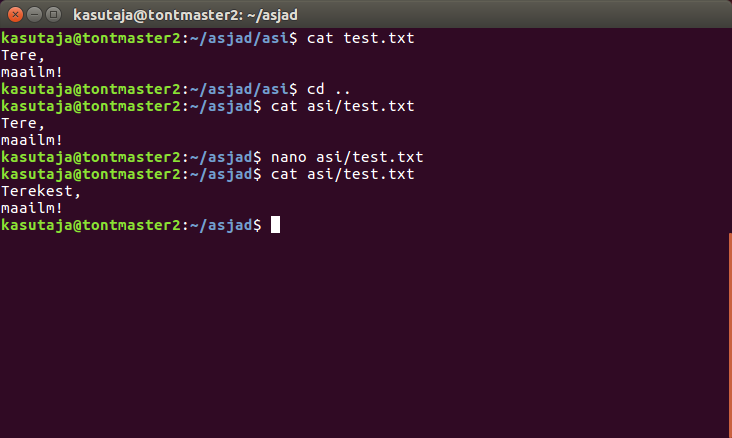 kasutaja@tontmaster2: ~/asjad
kasutaja@tontmaster2:~/asjad/asi$ cat test.txt
Tere,
maailm!
kasutaja@tontmaster2:~/asjad/asi$ cd ..
kasutaja@tontmaster2:~/asjad$ cat asi/test.txt
Tere,
maailm!
kasutaja@tontmaster2:~/asjad$ nano asi/test.txt
kasutaja@tontmaster2:~/asjad$ cat asi/test.txt
Terekest,
maailm!
kasutaja@tontmaster2:~/asjad$